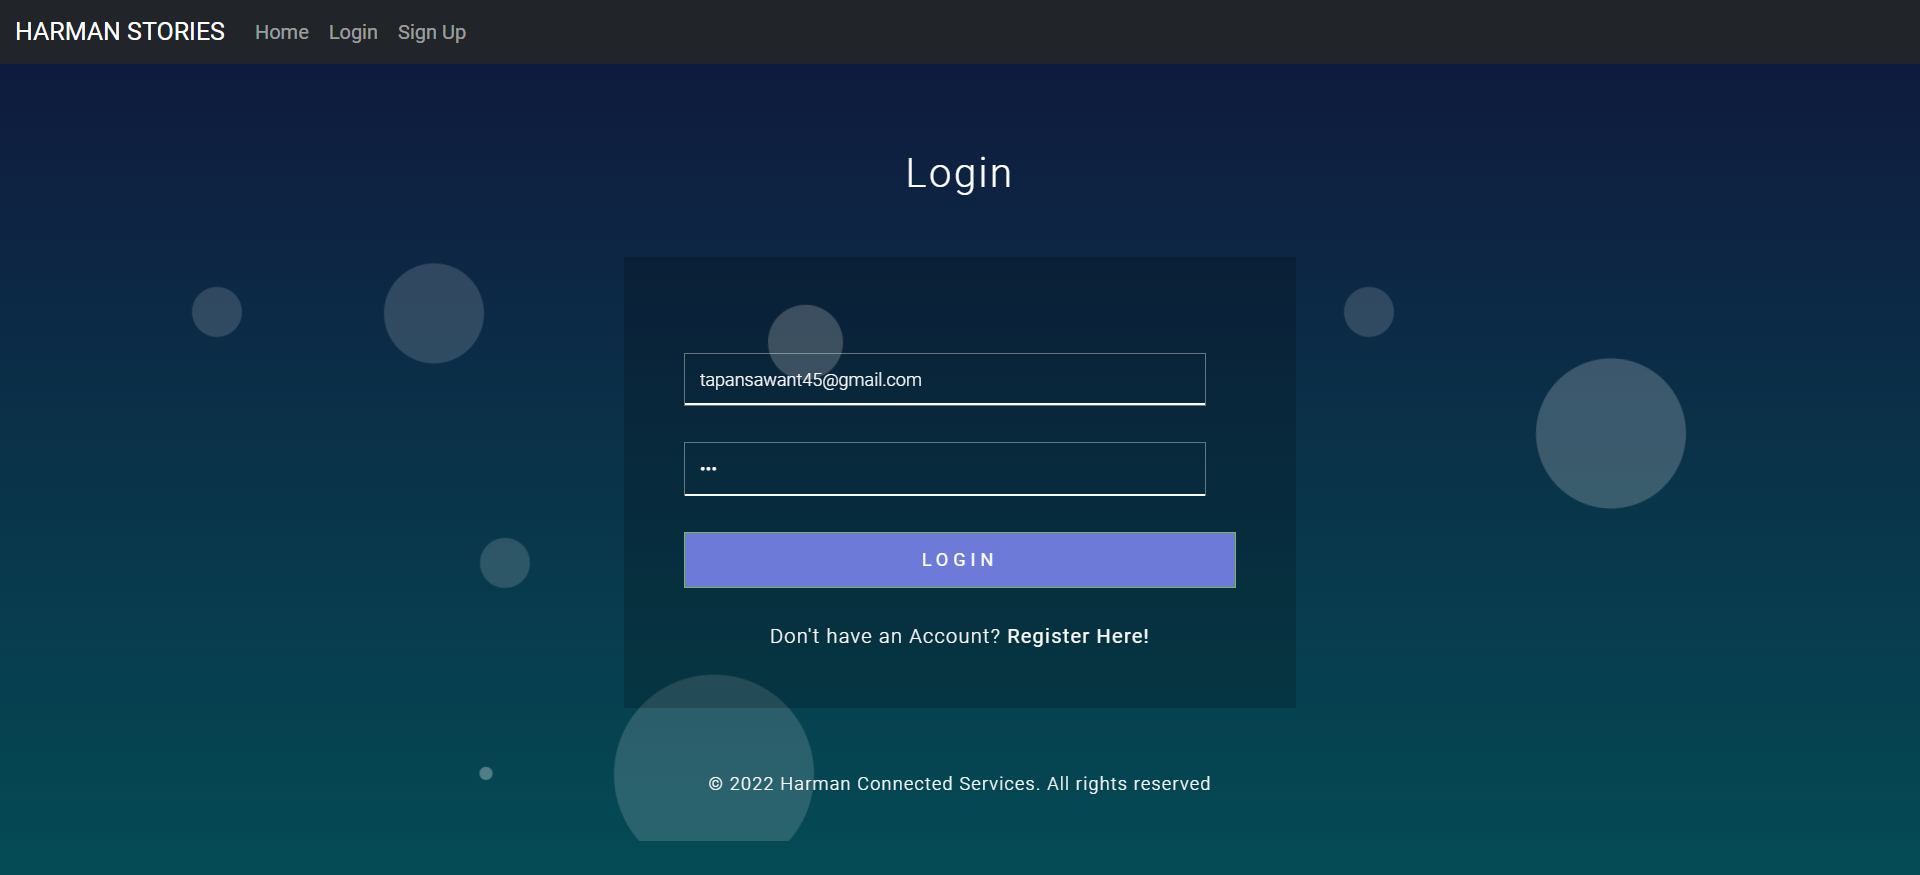 HARMAN STORIES Home Login Sign Up
Login
tapansawant45@gmail.com
•••
LOGIN
Don't have an Account? Register Here!
© 2022 Harman Connected Services. All rights reserved